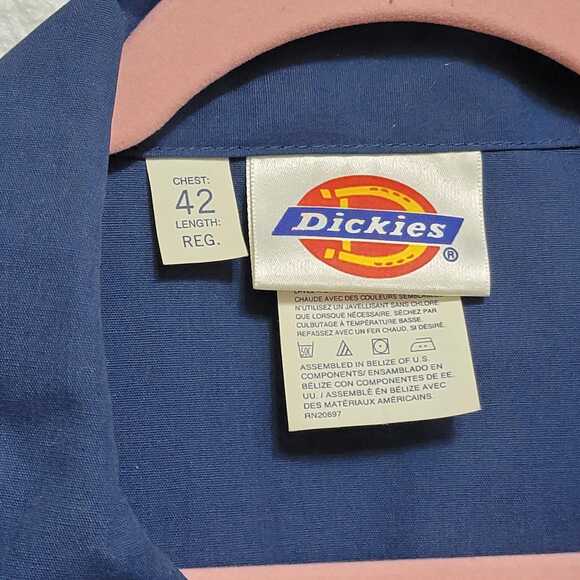 CHEST:
42
LENGTH:
REG.
Dickies
®
CHAUDE AVEC DES COULEURS SEMBLA
N'UTILISEZ UN JAVELLISANT SANS CHLORE
QUE LORSQUE NÉCESSAIRE. SÉCHEZ PAR
CULBUTAGE À TEMPÉRATURE BASSE.
REPASSEZ AVEC UN FER CHAUD, SI DÉSIRÉ.
ASSEMBLED IN BELIZE OF U.S.
COMPONENTS/ ENSAMBLADO EN
BÉLIZE CON COMPONENTES DE EE.
UU. / ASSEMBLÉ EN BÉLIZE AVEC
DES MATÉRIAUX AMÉRICAINS.
RN20697